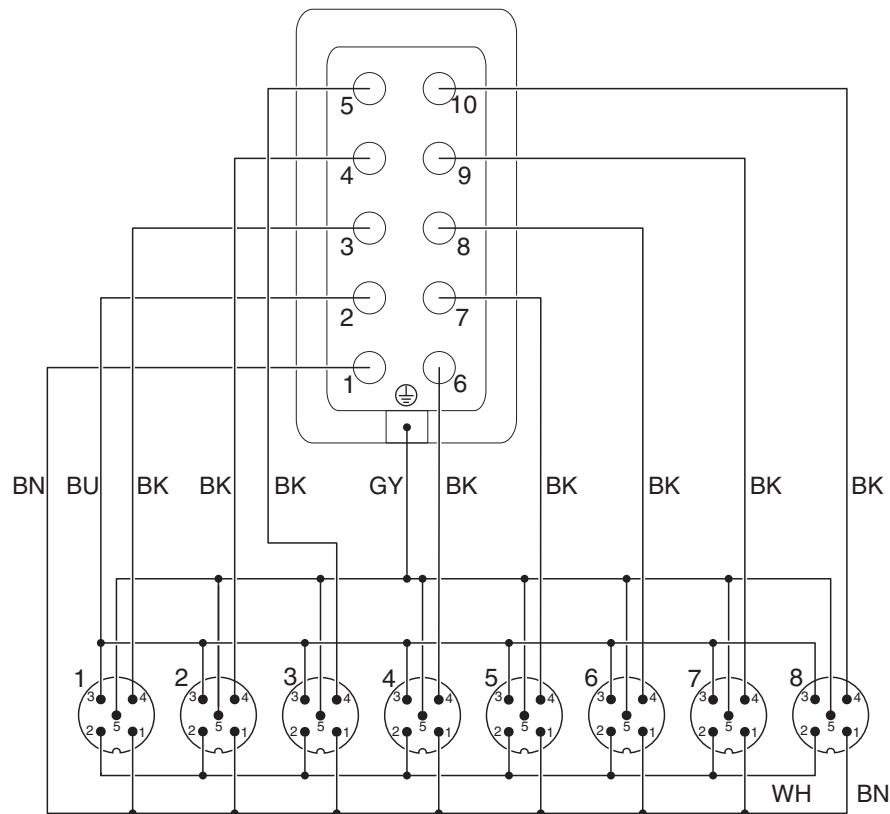 5 10
4 9
3 8
2 7
1 6
BN BU BK BK BK GY BK BK BK BK BK
1 2 3 4 5 6 7 8
3 4 3 4 3 4 3 4 3 4 3 4 3 4 3 4
5 5 5 5 5 5 5 5
2 1 2 1 2 1 2 1 2 1 2 1 2 1 2 1
WH BN